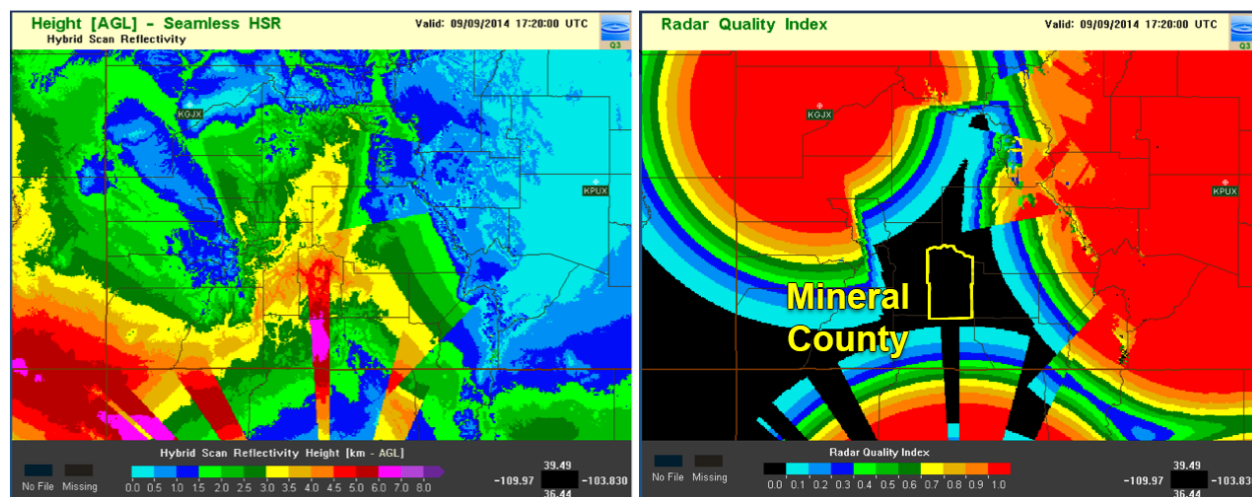 Height [AGL] – Seamless HSR
Valid: 09/09/2014 17:20:00 UTC
Hybrid Scan Reflectivity
Q3
KGJX
KPUX
Hybrid Scan Reflectivity Height [km - AGL]
No File
Missing
0.0 0.5 1.0 1.5 2.0 2.5 3.0 3.5 4.0 4.5 5.0 6.0 7.0 8.0
39.49
-109.97
-103.830
36.44
Radar Quality Index
Valid: 09/09/2014 17:20:00 UTC
Q3
KGJX
KPUX
Mineral
County
Radar Quality Index
No File
Missing
0.0 0.1 0.2 0.3 0.4 0.5 0.6 0.7 0.8 0.9 1.0
39.49
-109.97
-103.830
36.44